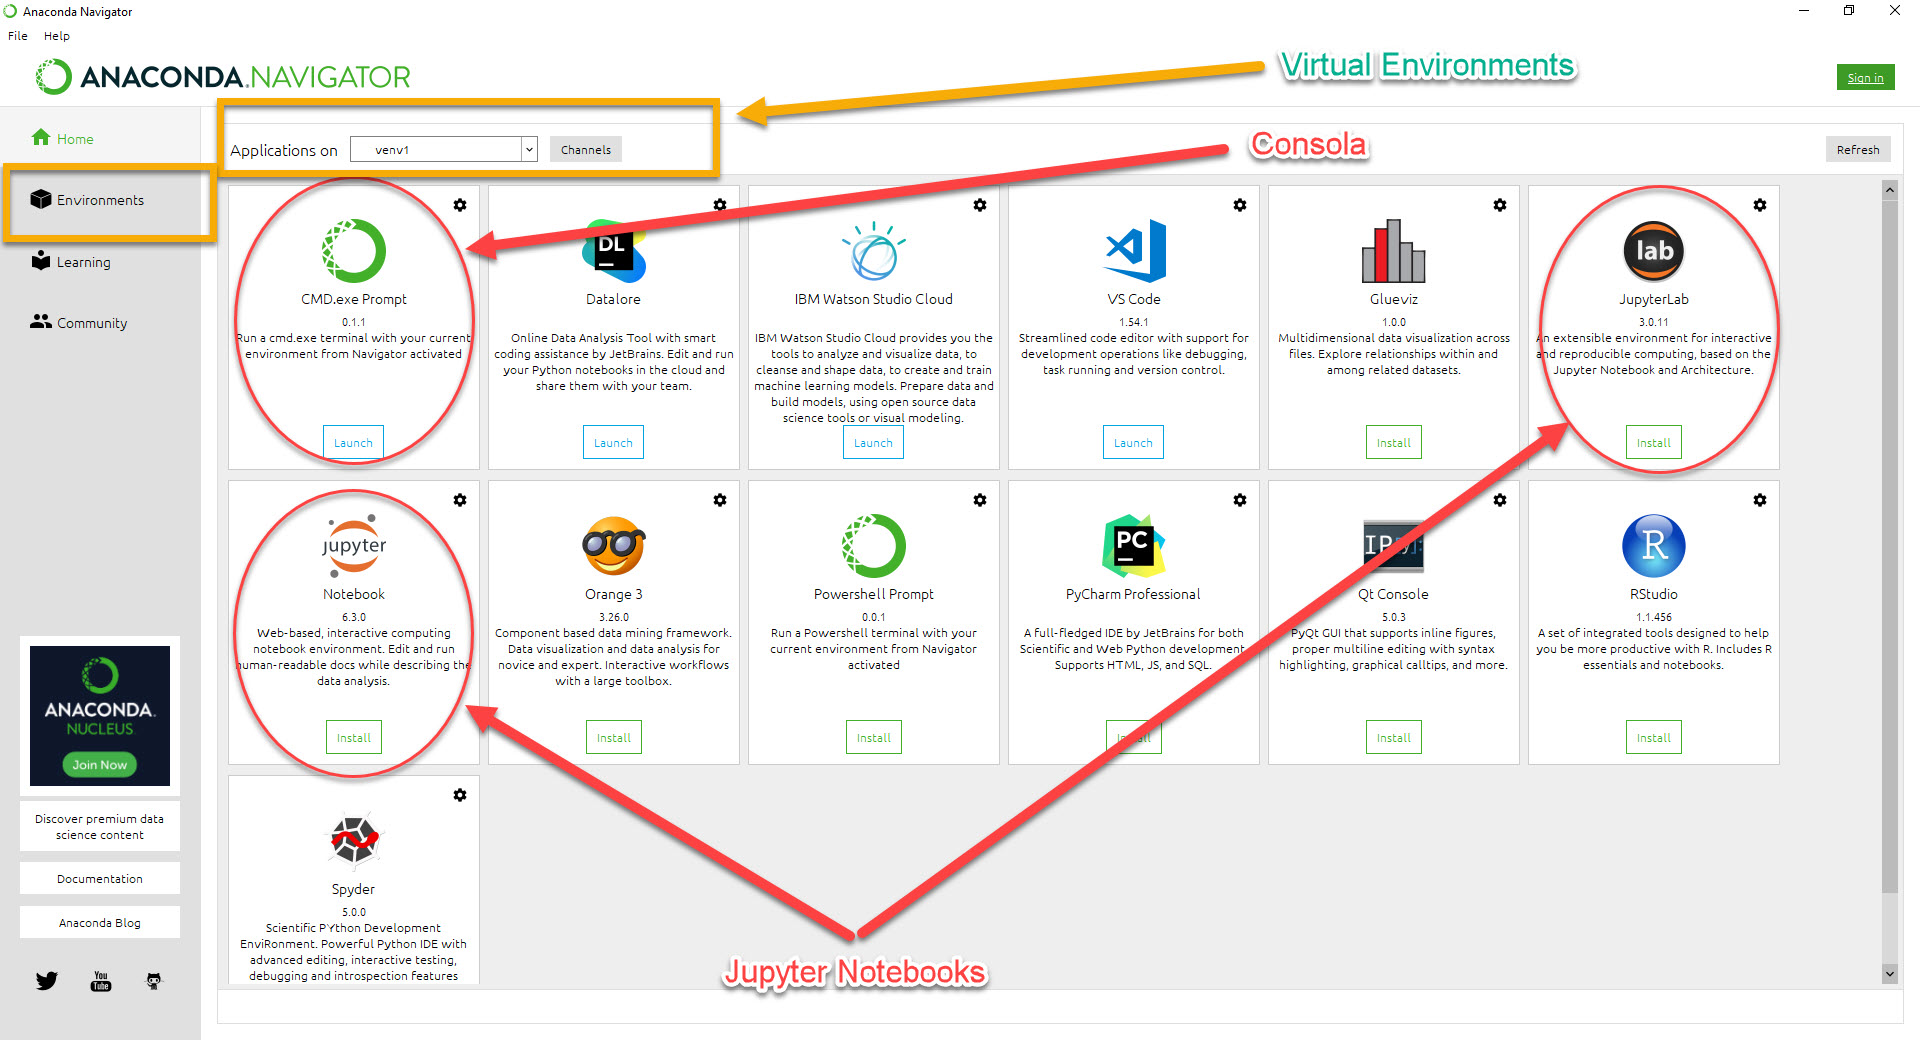 Anaconda Navigator
File Help
ANACONDA.NAVIGATOR
Virtual Environments
Sign in
Home
Applications on
venv1
Channels
Consola
Refresh
Environments
Learning
Community
CMD.exe Prompt
0.1.1
Run a cmd.exe terminal with your current
environment from Navigator activated
Launch
DL
Datalore
Online Data Analysis Tool with smart
coding assistance by JetBrains. Edit and run
your Python notebooks in the cloud and
share them with your team.
Launch
IBM Watson Studio Cloud
IBM Watson Studio Cloud provides you the
tools to analyze and visualize data, to
cleanse and shape data, to create and train
machine learning models. Prepare data and
build models, using open source data
science tools or visual modeling.
Launch
VS Code
1.54.1
Streamlined code editor with support for
development operations like debugging,
task running and version control.
Launch
Glueviz
1.0.0
Multidimensional data visualization across
files. Explore relationships within and
among related datasets.
Install
lab
JupyterLab
3.0.11
An extensible environment for interactive
and reproducible computing, based on the
Jupyter Notebook and Architecture.
Install
jupyter
Notebook
6.3.0
Web-based, interactive computing
notebook environment. Edit and run
human-readable docs while describing the
data analysis.
Install
Orange 3
3.26.0
Component based data mining framework.
Data visualization and data analysis for
novice and expert. Interactive workflows
with a large toolbox.
Install
Powershell Prompt
0.0.1
Run a Powershell terminal with your
current environment from Navigator
activated
Install
PC
PyCharm Professional
A full-fledged IDE by JetBrains for both
Scientific and Web Python development.
Supports HTML, JS, and SQL.
Install
IPy
Qt Console
5.0.3
PyQt GUI that supports inline figures,
proper multiline editing with syntax
highlighting, graphical calltips, and more.
Install
R
RStudio
1.1.456
A set of integrated tools designed to help
you be more productive with R. Includes R
essentials and notebooks.
Install
Spyder
5.0.0
Scientific PYthon Development
EnviRonment. Powerful Python IDE with
advanced editing, interactive testing,
debugging and introspection features
Jupyter Notebooks
ANACONDA.
NUCLEUS
Join Now
Discover premium data
science content
Documentation
Anaconda Blog
You
Tube